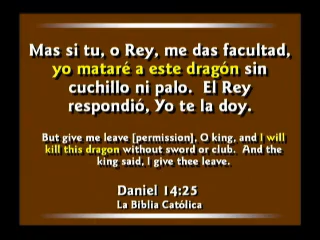 Mas si tu, o Rey, me das facultad,
yo mataré a este dragón sin
cuchillo ni palo.  El Rey
respondió, Yo te la doy.
But give me leave [permission], O king, and I will
kill this dragon without sword or club.  And the
king said, I give thee leave.
Daniel 14:25
La Biblia Católica